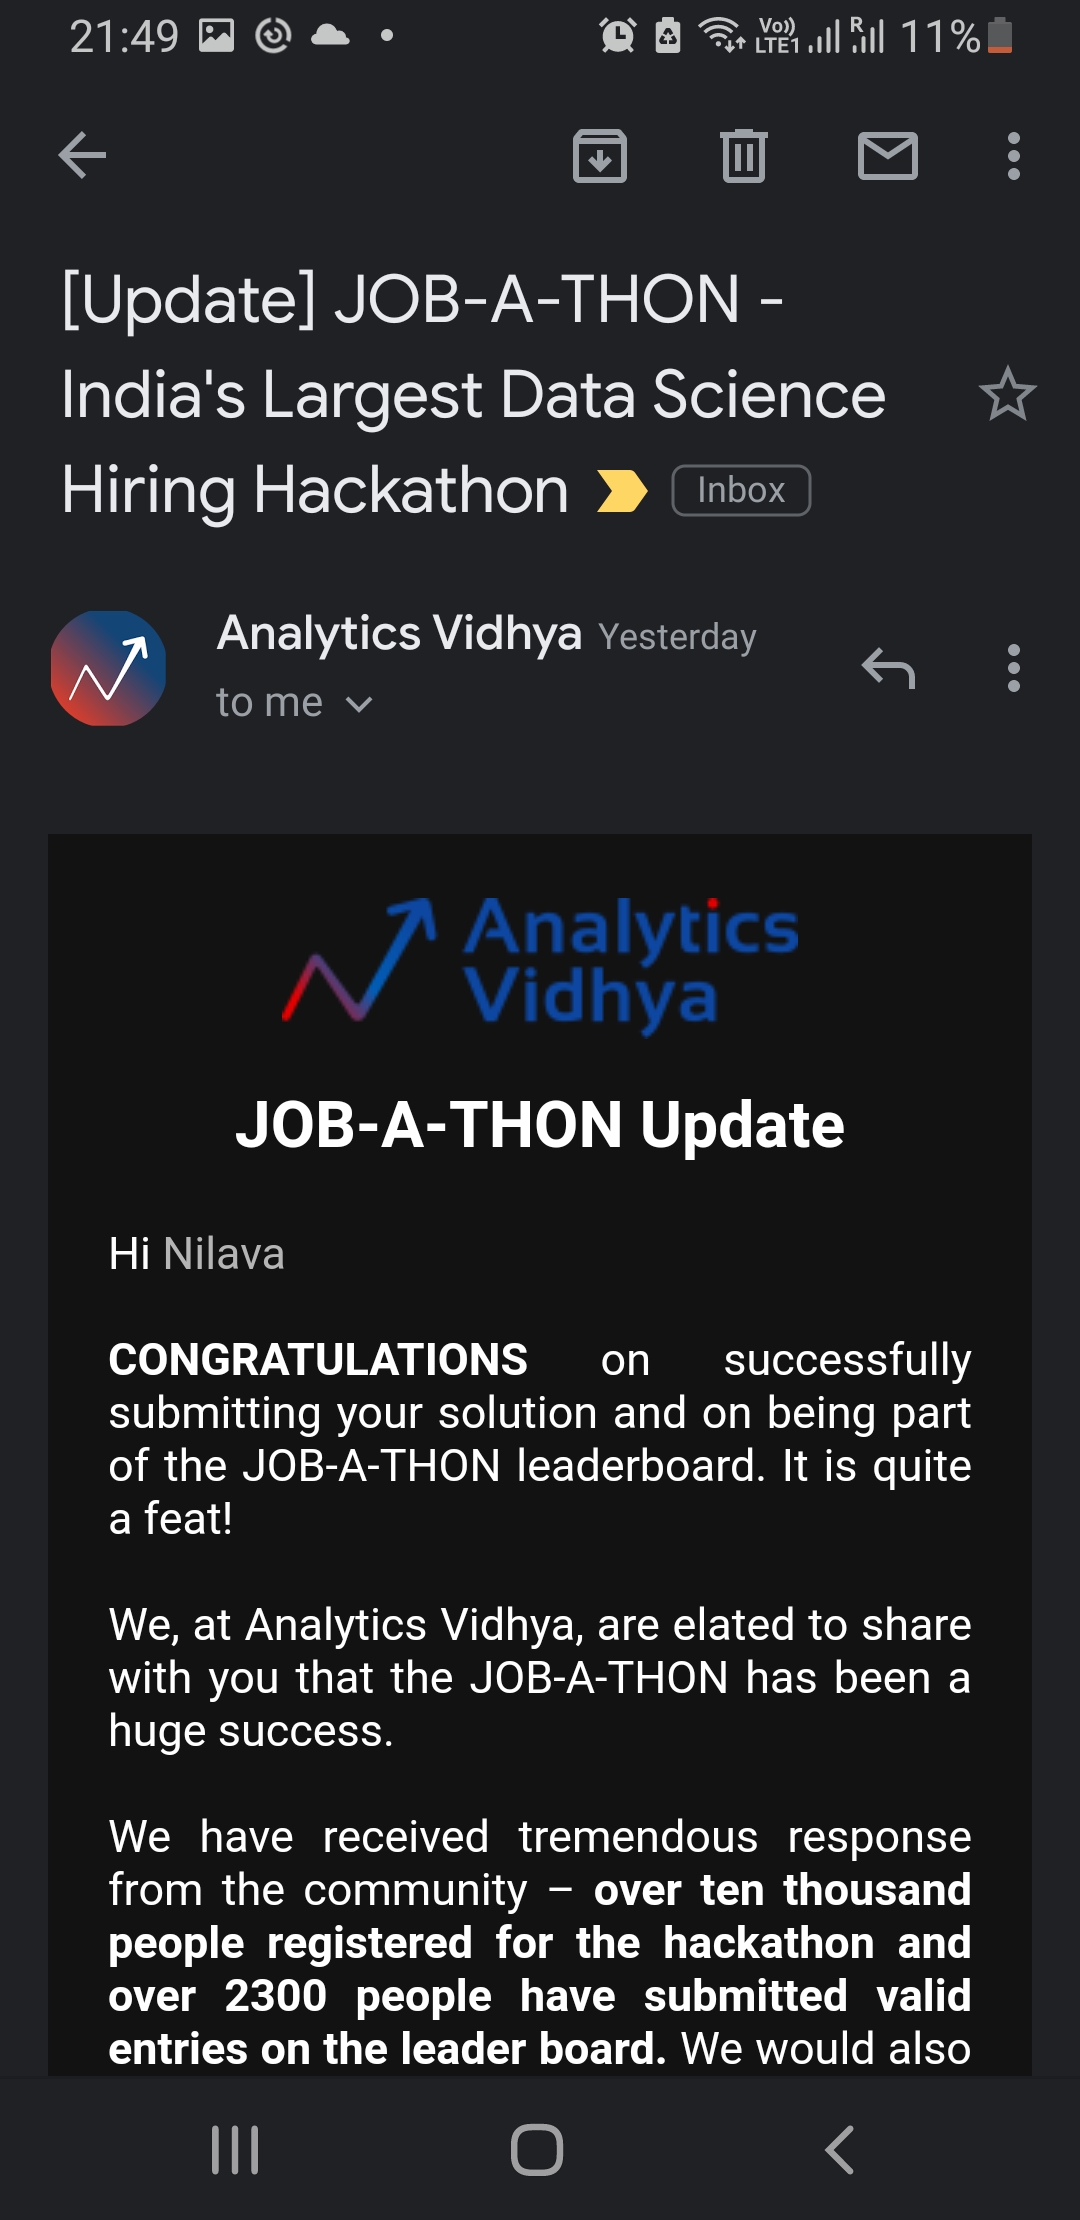 21:49
Vo))
LTE1
R
11%
[Update] JOB-A-THON -
India's Largest Data Science
Hiring Hackathon
Inbox
Analytics Vidhya Yesterday
to me
Analytics
Vidhya
JOB-A-THON Update
Hi Nilava
CONGRATULATIONS on successfully
submitting your solution and on being part
of the JOB-A-THON leaderboard. It is quite
a feat!
We, at Analytics Vidhya, are elated to share
with you that the JOB-A-THON has been a
huge success.
We have received tremendous response
from the community – over ten thousand
people registered for the hackathon and
over 2300 people have submitted valid
entries on the leader board. We would also